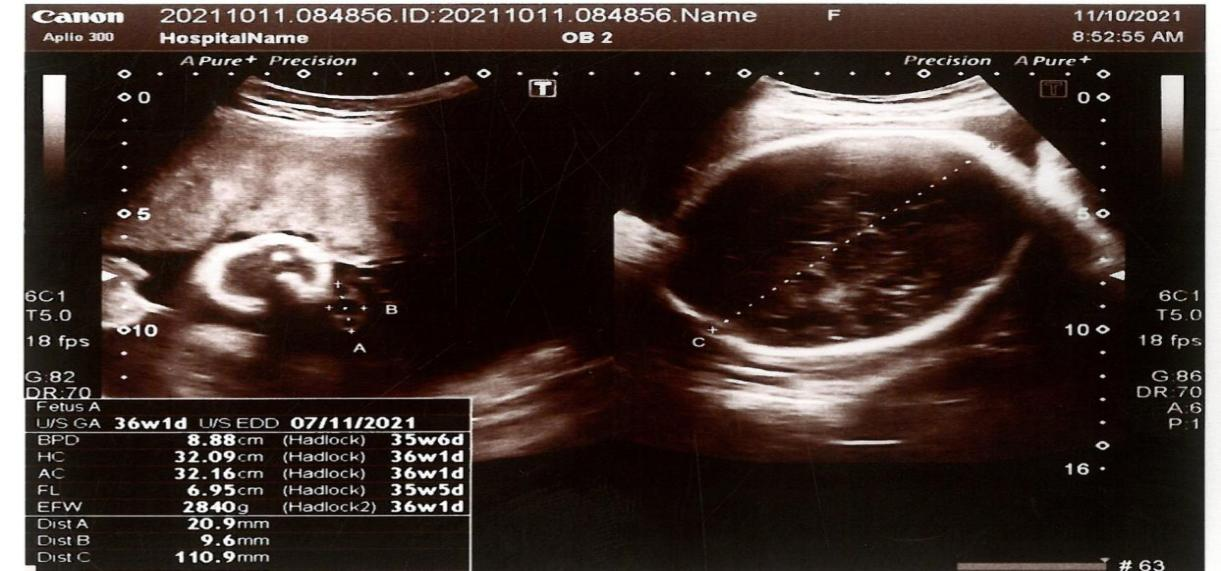 Canon 20211011.084856.ID:20211011.084856.Name F 11/10/2021
Aplio 300 HospitalName OB 2 8:52:55 AM
A Pure+ Precision Precision A Pure+
T T
0 0
5 5
10 10
16
6C1
T5.0
18 fps
G:82
DR:70
B
A
C
6C1
T5.0
18 fps
G:86
DR:70
A:6
P:1
Fetus A
U/S GA 36w1d U/S EDD 07/11/2021
BPD 8.88cm (Hadlock) 35w6d
HC 32.09cm (Hadlock) 36w1d
AC 32.16cm (Hadlock) 36w1d
FL 6.95cm (Hadlock) 35w5d
EFW 2840g (Hadlock2) 36w1d
Dist A 20.9mm
Dist B 9.6mm
Dist C 110.9mm
# 63